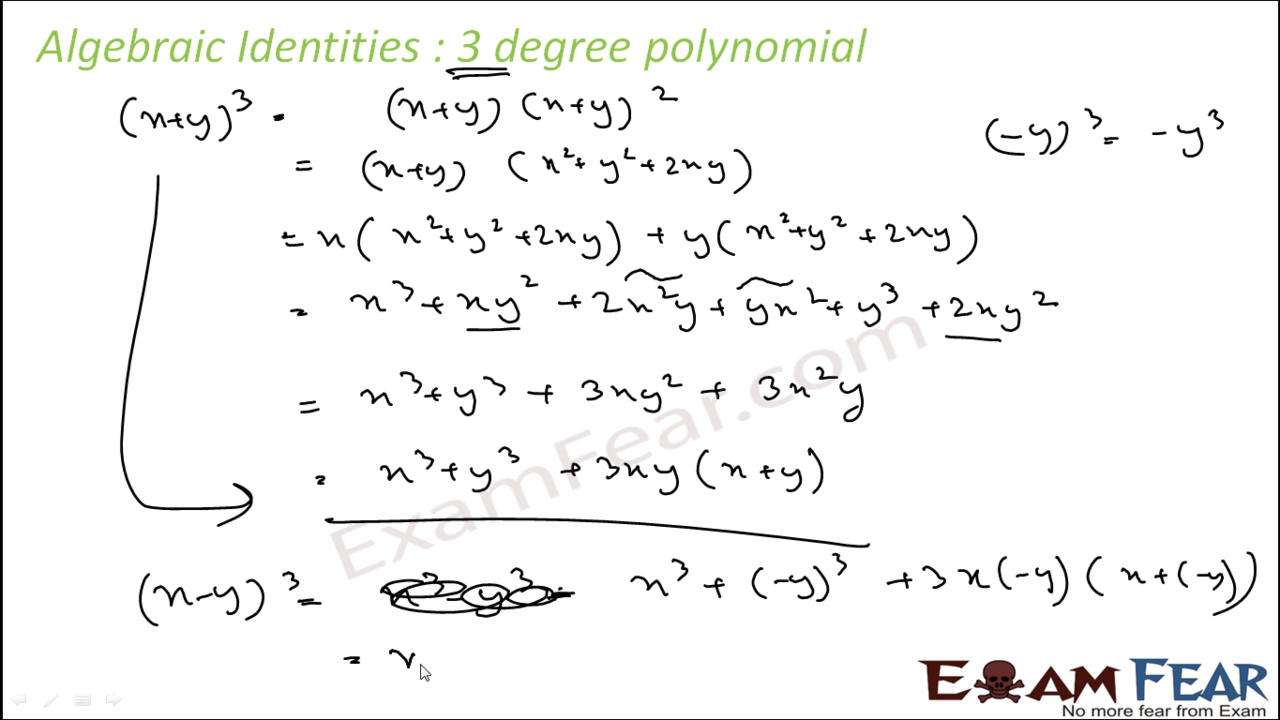 Algebraic Identities : 3 degree polynomial
(x+y)³ = (x+y) (x+y)²
(-y)³ = -y³
= (x+y) (x²+y²+2xy)
= x(x²+y²+2xy) + y(x²+y²+2xy)
= x³ + xy² + 2x²y + yx² + y³ + 2xy²
= x³+y³ + 3xy² + 3x²y
= x³+y³ +3xy(x+y)
(x-y)³ = x³ + (-y)³ +3x(-y)(x+(-y))
= x
ExamFear.com
EXAM FEAR
No more fear from Exam